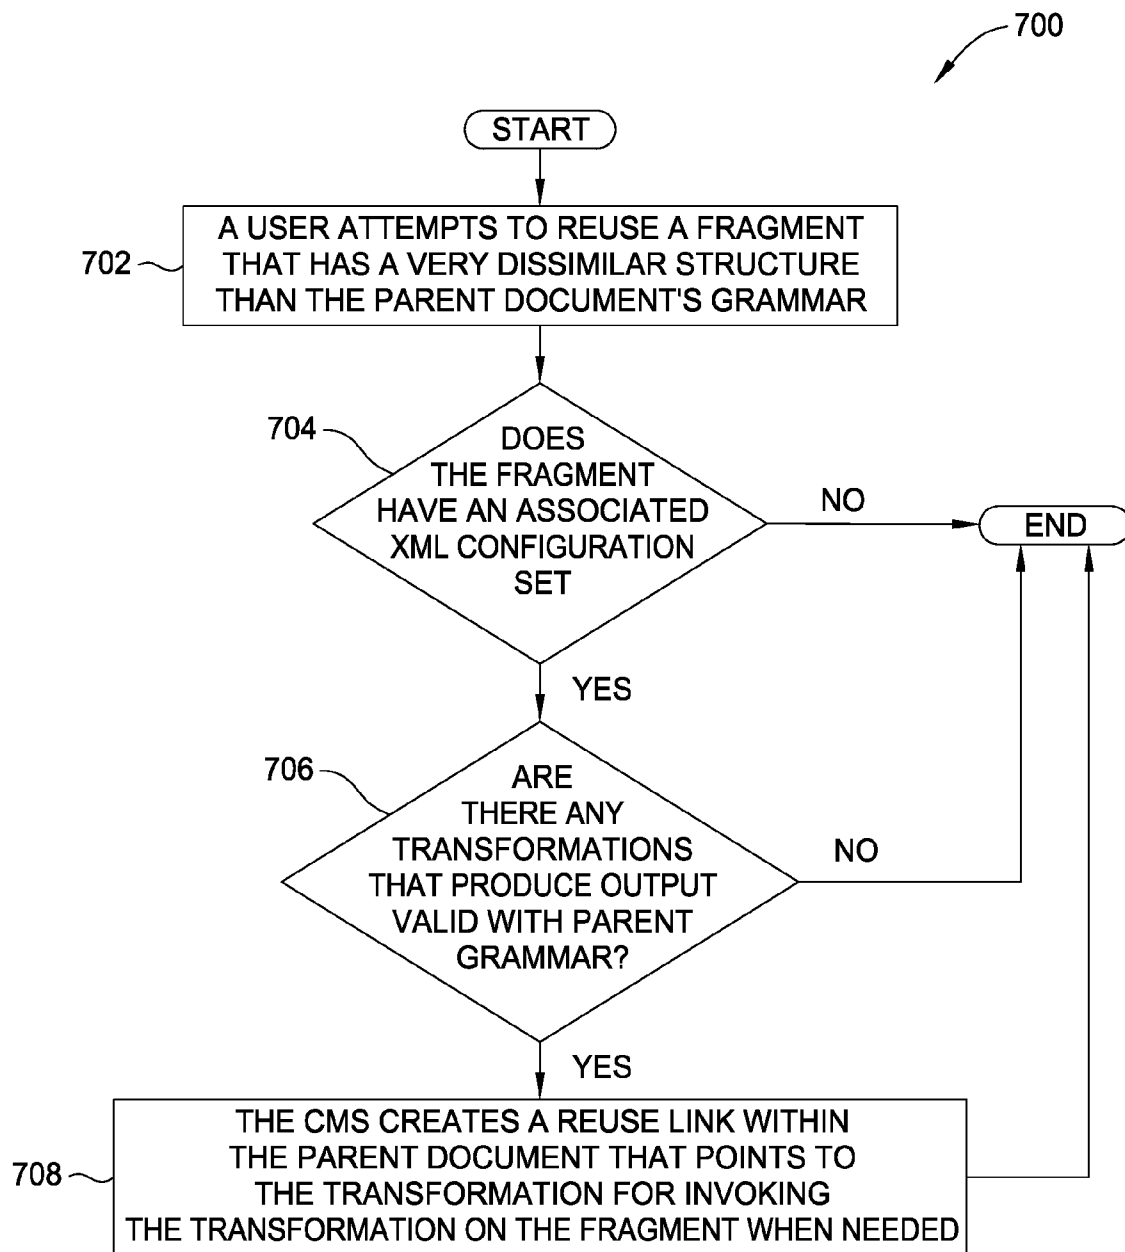 700
START
702
A USER ATTEMPTS TO REUSE A FRAGMENT
THAT HAS A VERY DISSIMILAR STRUCTURE
THAN THE PARENT DOCUMENT'S GRAMMAR
704
DOES
THE FRAGMENT
HAVE AN ASSOCIATED
XML CONFIGURATION
SET
NO
END
YES
706
ARE
THERE ANY
TRANSFORMATIONS
THAT PRODUCE OUTPUT
VALID WITH PARENT
GRAMMAR?
NO
YES
708
THE CMS CREATES A REUSE LINK WITHIN
THE PARENT DOCUMENT THAT POINTS TO
THE TRANSFORMATION FOR INVOKING
THE TRANSFORMATION ON THE FRAGMENT WHEN NEEDED